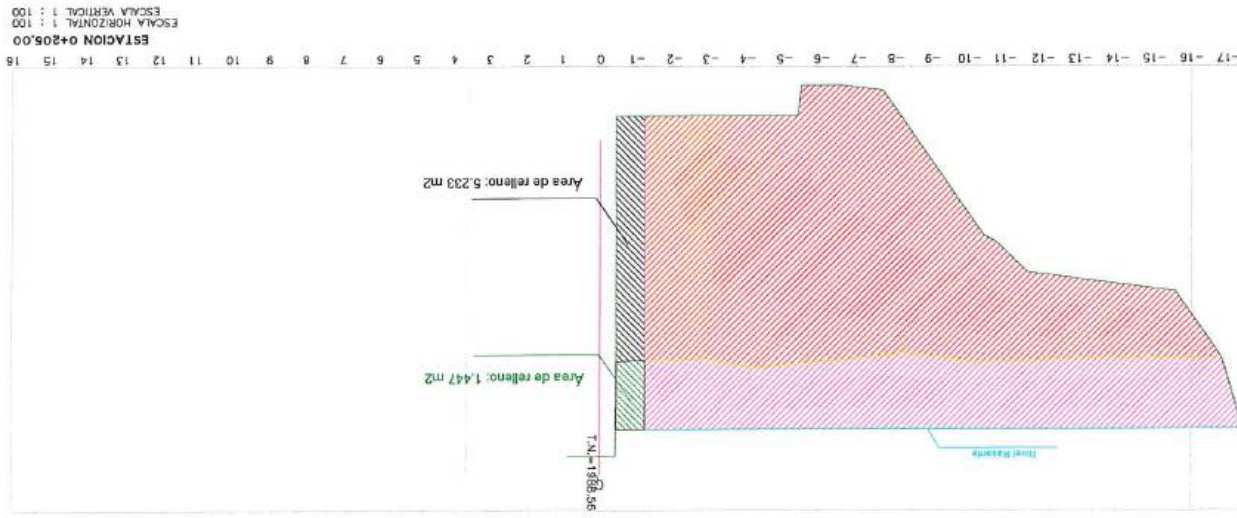 Nivel Rasante
Área de relleno: 1.447 m2
Área de relleno: 5.233 m2
-17 -16 -15 -14 -13 -12 -11 -10 -9 -8 -7 -6 -5 -4 -3 -2 -1 0 1 2 3 4 5 6 7 8 9 10 11 12 13 14 15 16
ESTACION 0+205.00
ESCALA HORIZONTAL 1 : 100
ESCALA VERTICAL 1 : 100